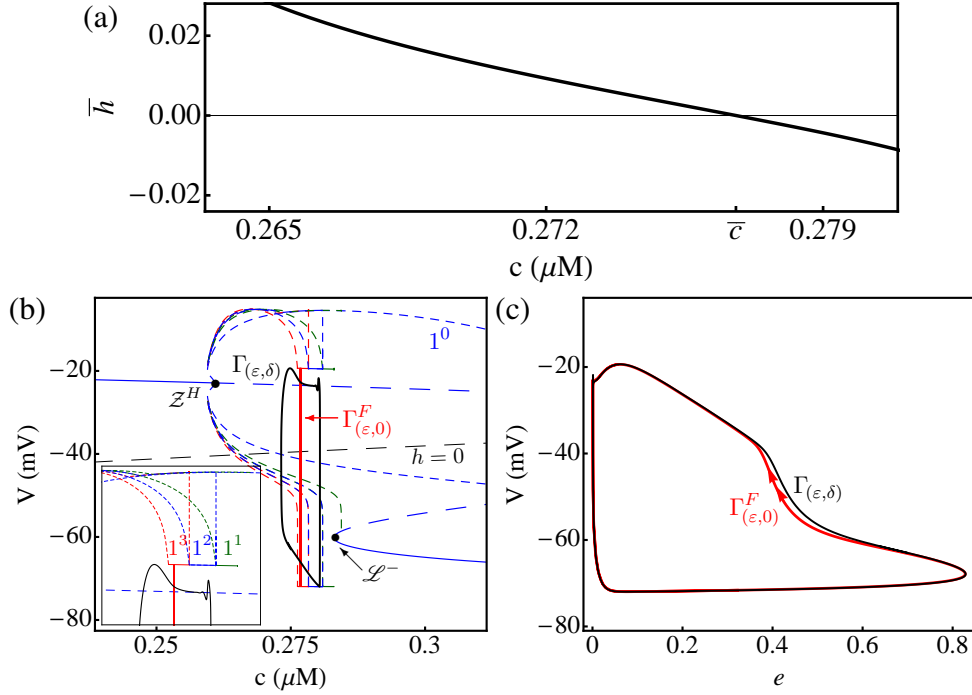 (a)
0.02
0.00
−0.02
h̅
0.265
0.272
c̅
0.279
c (μM)
(b)
−20
−40
−60
−80
V (mV)
1⁰
Γ(ε,δ)
𝒵ᴴ
Γᶠ(ε,0)
h̅ = 0
1³
1²
1¹
ℒ⁻
0.25
0.275
0.3
c (μM)
(c)
−20
−40
−60
−80
V (mV)
Γ(ε,δ)
Γᶠ(ε,0)
0
0.2
0.4
0.6
0.8
e